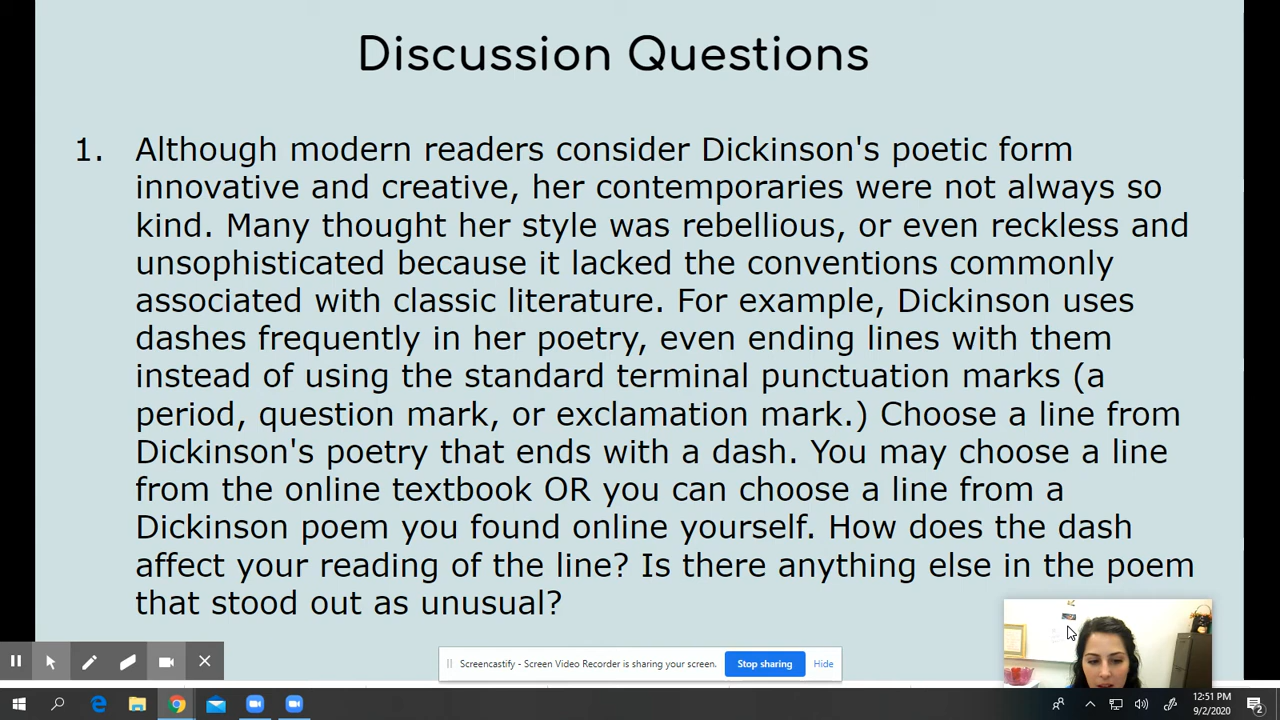 Discussion Questions
1. Although modern readers consider Dickinson's poetic form
innovative and creative, her contemporaries were not always so
kind. Many thought her style was rebellious, or even reckless and
unsophisticated because it lacked the conventions commonly
associated with classic literature. For example, Dickinson uses
dashes frequently in her poetry, even ending lines with them
instead of using the standard terminal punctuation marks (a
period, question mark, or exclamation mark.) Choose a line from
Dickinson's poetry that ends with a dash. You may choose a line
from the online textbook OR you can choose a line from a
Dickinson poem you found online yourself. How does the dash
affect your reading of the line? Is there anything else in the poem
that stood out as unusual?
Screencastify - Screen Video Recorder is sharing your screen. Stop sharing Hide
12:51 PM
9/2/2020
2